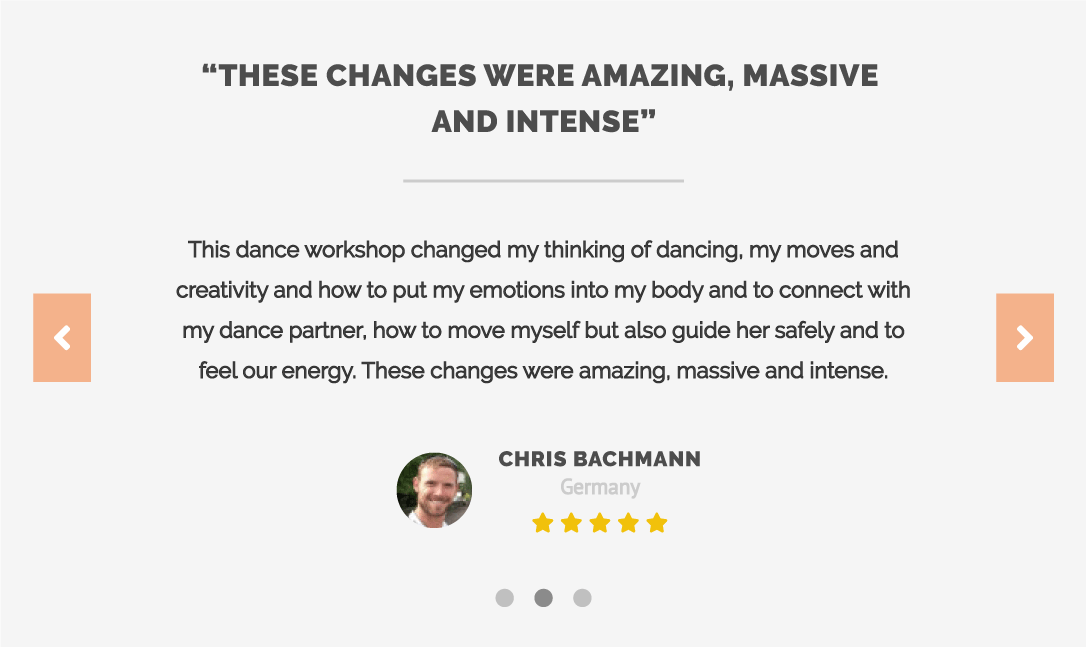 “THESE CHANGES WERE AMAZING, MASSIVE
AND INTENSE”
This dance workshop changed my thinking of dancing, my moves and
creativity and how to put my emotions into my body and to connect with
my dance partner, how to move myself but also guide her safely and to
feel our energy. These changes were amazing, massive and intense.
CHRIS BACHMANN
Germany